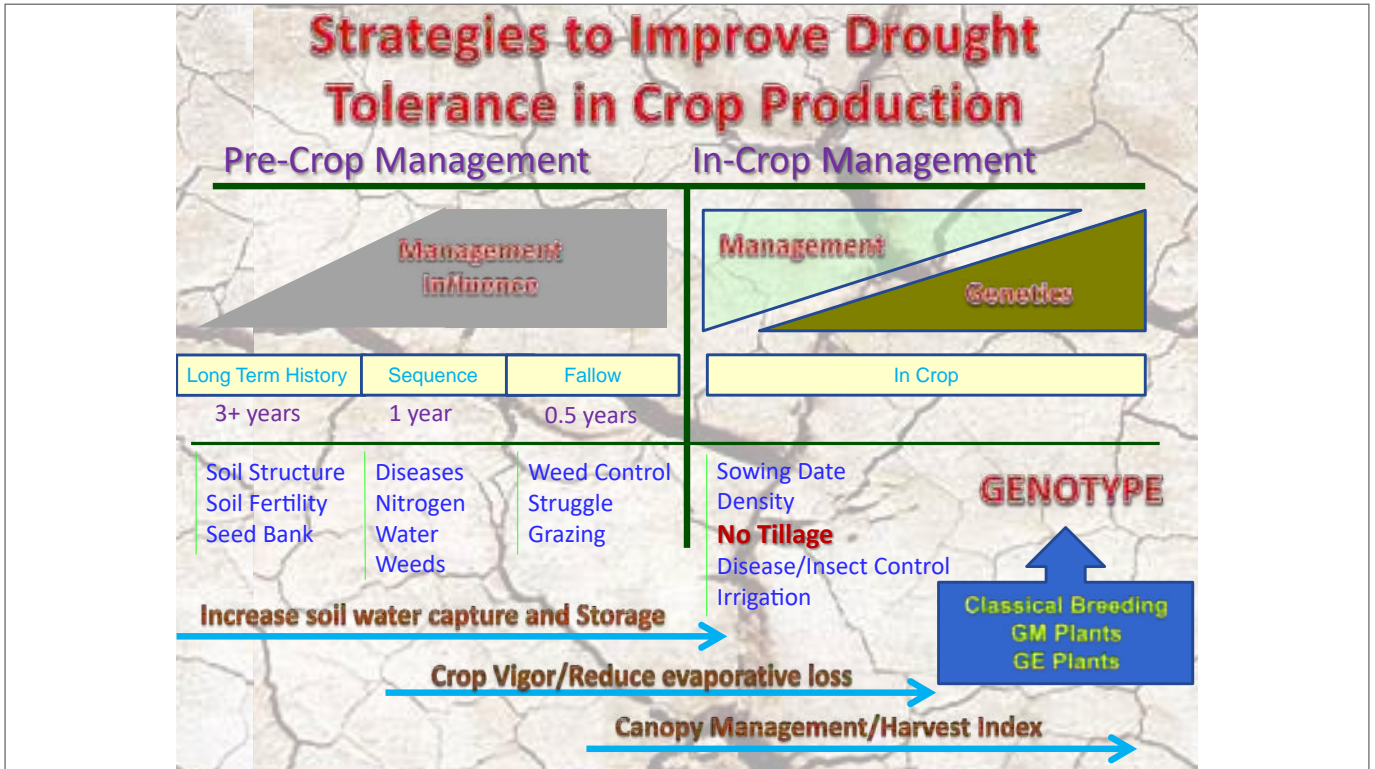 Strategies to Improve Drought
Tolerance in Crop Production
Pre-Crop Management
In-Crop Management
Management
Influence
Management
Genetics
Long Term History
Sequence
Fallow
In Crop
3+ years
1 year
0.5 years
Soil Structure
Soil Fertility
Seed Bank
Diseases
Nitrogen
Water
Weeds
Weed Control
Struggle
Grazing
Sowing Date
Density
No Tillage
Disease/Insect Control
Irrigation
GENOTYPE
Classical Breeding
GM Plants
GE Plants
Increase soil water capture and Storage
Crop Vigor/Reduce evaporative loss
Canopy Management/Harvest Index